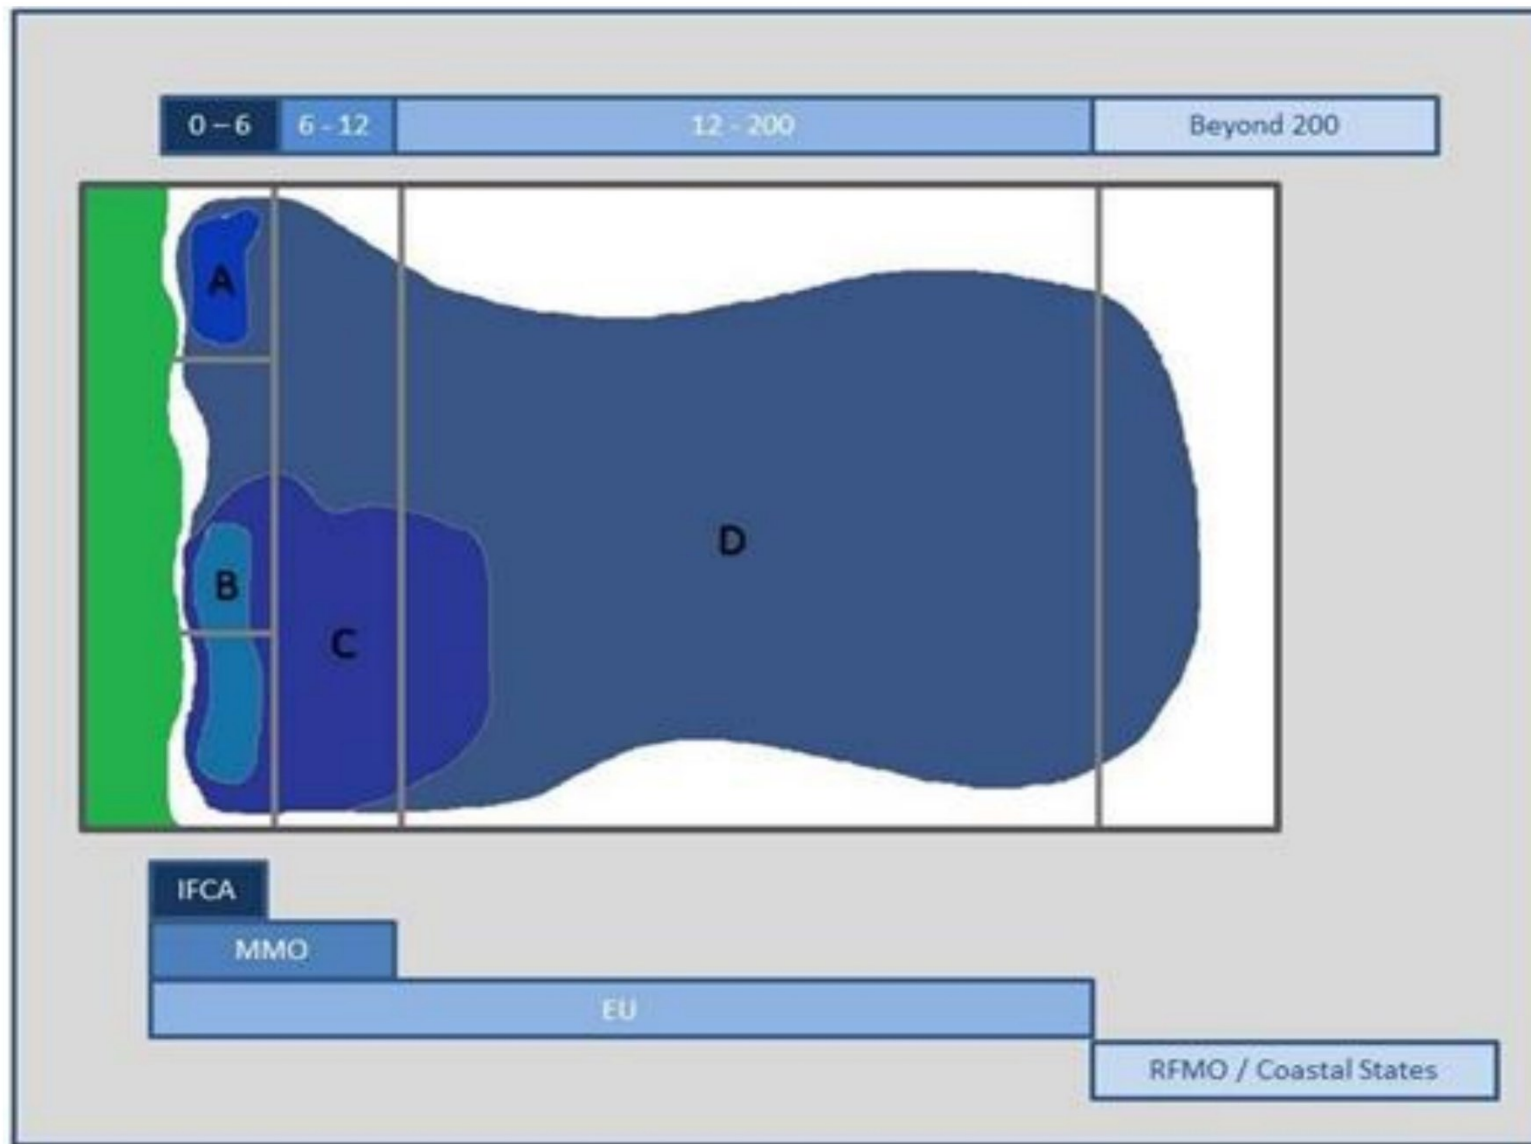 0 – 6 6 - 12 12 - 200 Beyond 200
A
D
B
C
IFCA
MMO
EU
RFMO / Coastal States